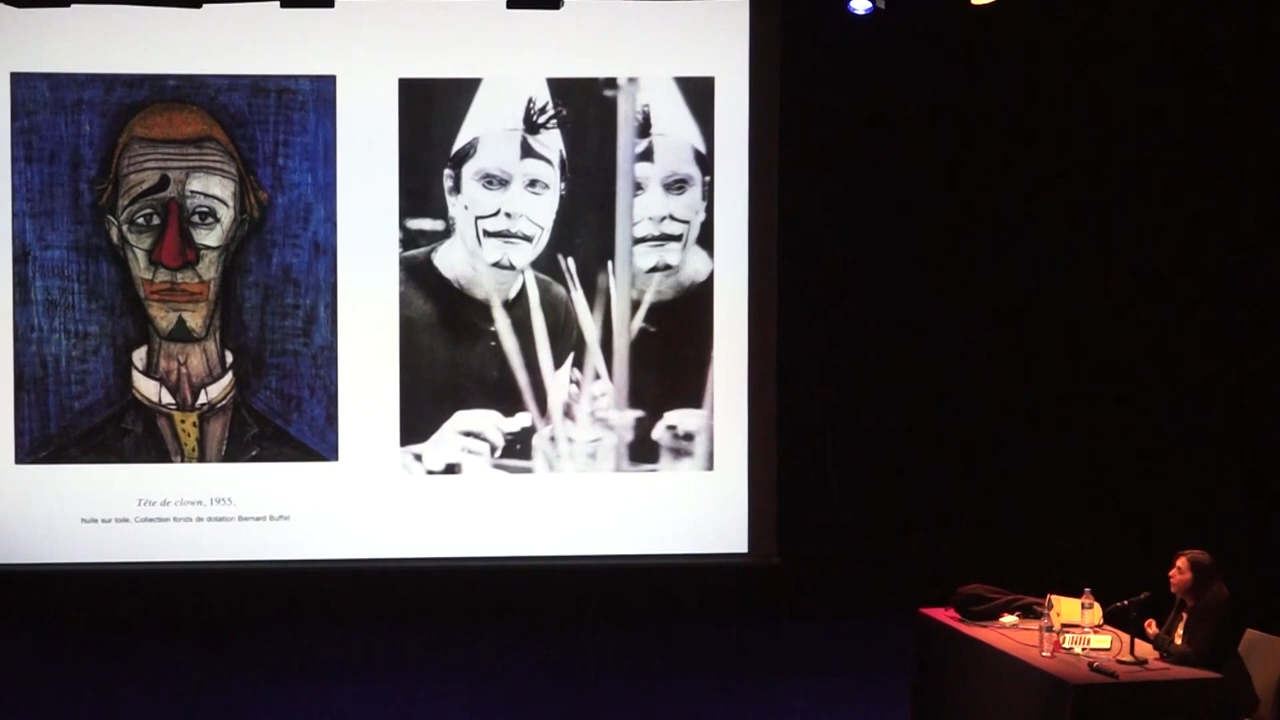 Tête de clown, 1955,
huile sur toile, Collection fonds de dotation Bernard Buffet